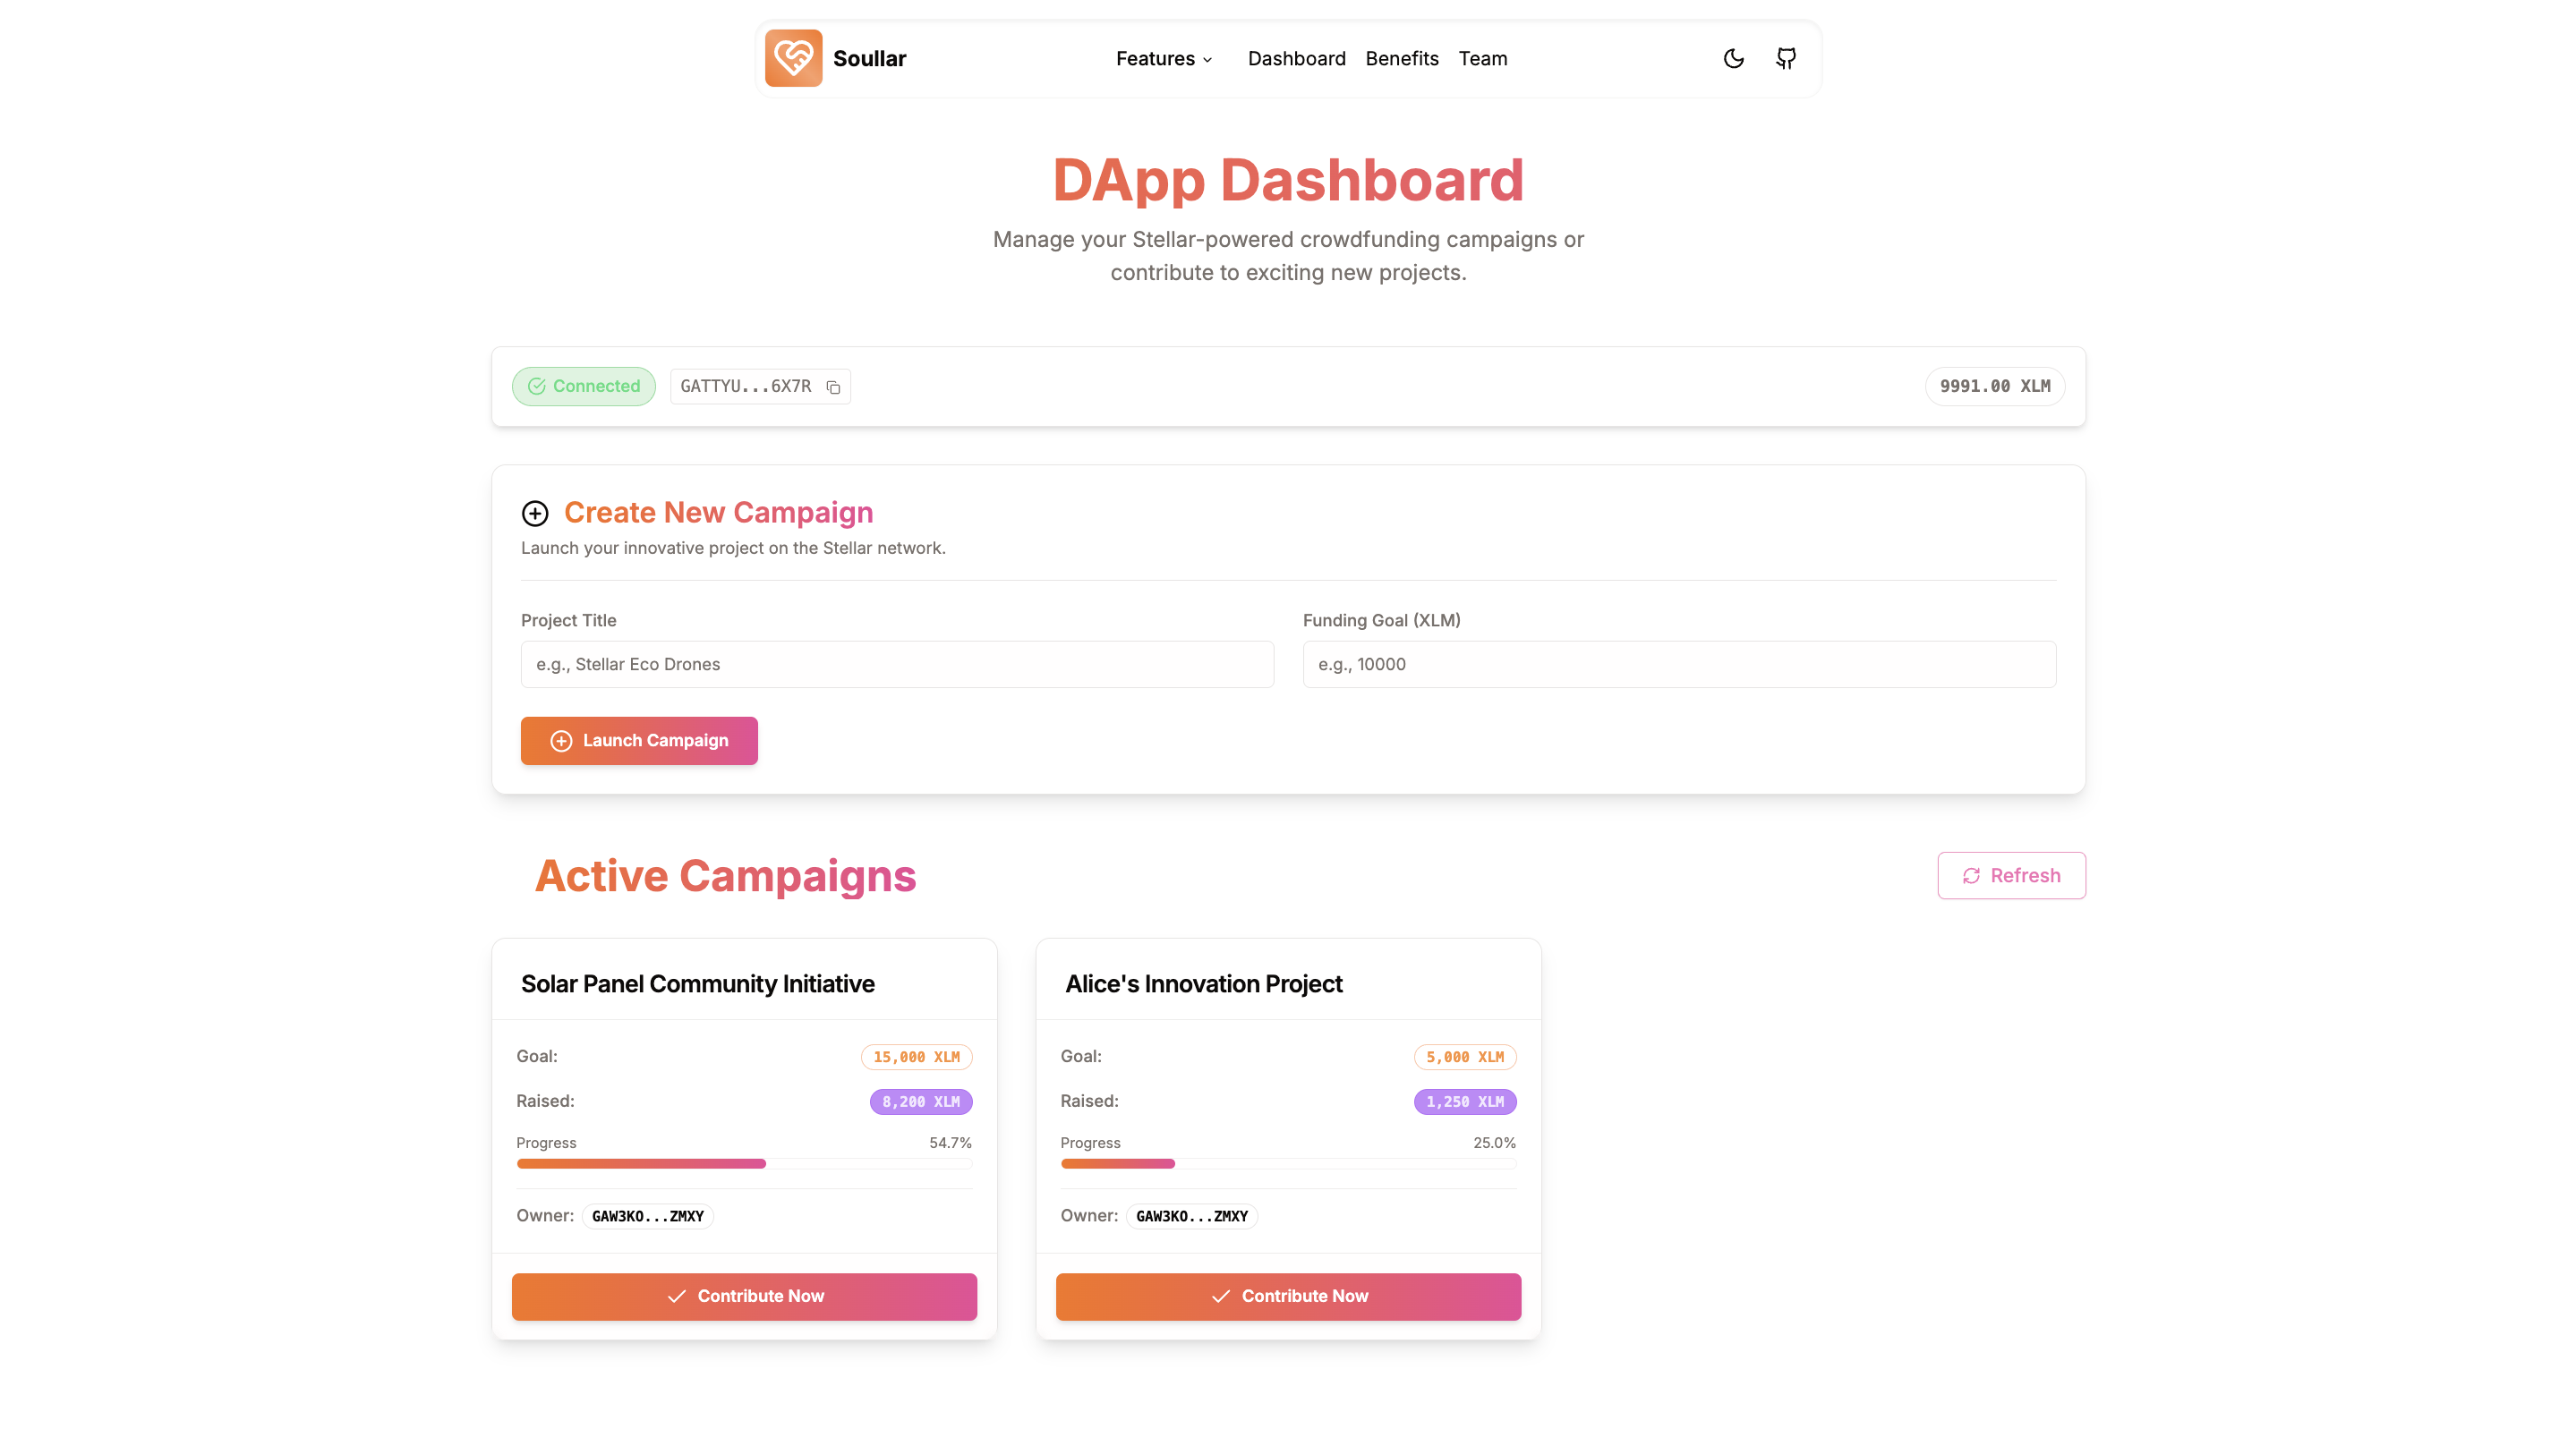 Soullar
Features
Dashboard
Benefits
Team
DApp Dashboard
Manage your Stellar-powered crowdfunding campaigns or
contribute to exciting new projects.
Connected
GATTYU...6X7R
9991.00 XLM
Create New Campaign
Launch your innovative project on the Stellar network.
Project Title
Funding Goal (XLM)
e.g., Stellar Eco Drones
e.g., 10000
Launch Campaign
Active Campaigns
Refresh
Solar Panel Community Initiative
Goal:
15,000 XLM
Raised:
8,200 XLM
Progress
54.7%
Owner:
GAW3KO...ZMXY
Contribute Now
Alice's Innovation Project
Goal:
5,000 XLM
Raised:
1,250 XLM
Progress
25.0%
Owner:
GAW3KO...ZMXY
Contribute Now